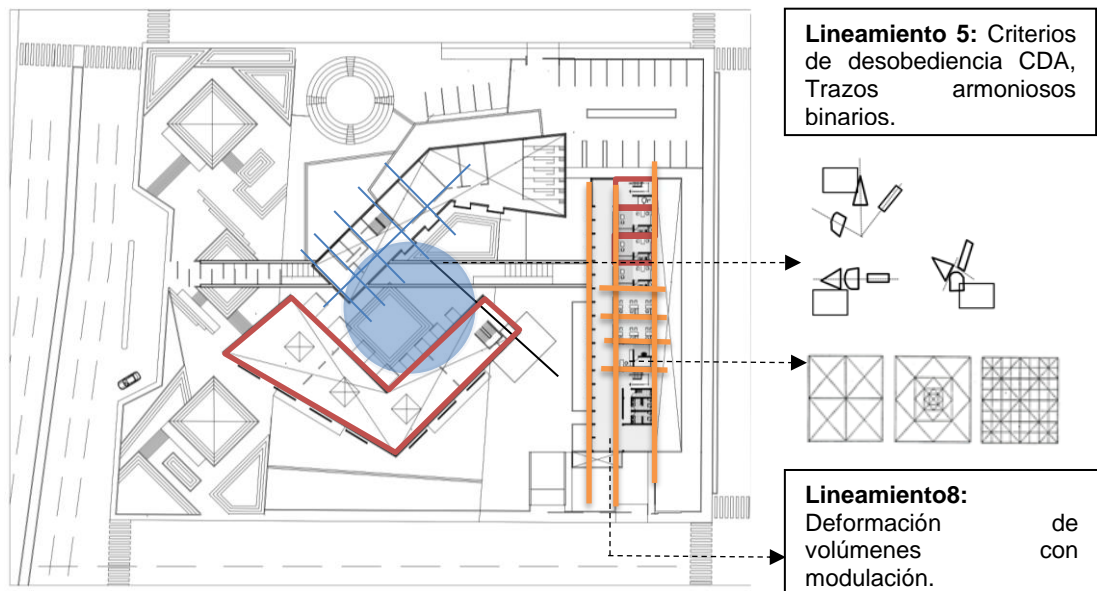 Lineamiento 5: Criterios
de desobediencia CDA,
Trazos armoniosos
binarios.
Lineamiento8:
Deformación de
volúmenes con
modulación.